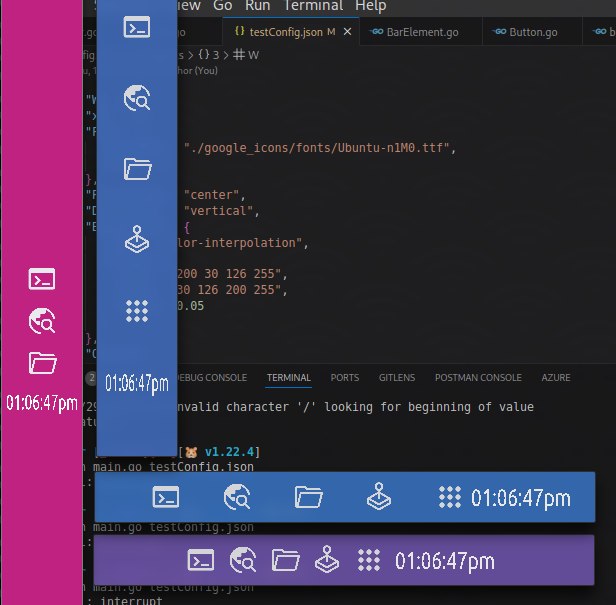 View Go Run Terminal Help
testConfig.json M × BarElement.go Button.go
{} 3 > # W
(You)
"./google_icons/fonts/Ubuntu-n1M0.ttf",
},
"center",
"vertical",
{
lor-interpolation",
200 30 126 255",
30 126 200 255",
0.05
},
2 DEBUG CONSOLE TERMINAL PORTS GITLENS POSTMAN CONSOLE AZURE
invalid character '/' looking for beginning of value
v1.22.4]
main.go testConfig.json
01:06:47pm
01:06:47pm
01:06:47pm
main.go testConfig.json
01:06:47pm
main.go testConfig.json
: interrupt